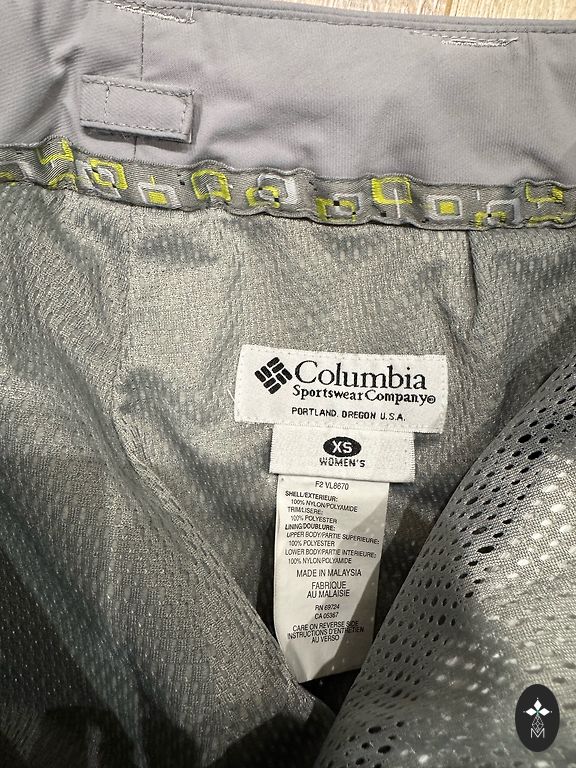 Columbia
Sportswear Company®
PORTLAND, OREGON U.S.A.
XS
WOMEN'S
F2 VL8670
SHELL/EXTERIEUR:
100% NYLON/POLYAMIDE
TRIM/LISERE:
100% POLYESTER
LINING/DOUBLURE:
UPPER BODY/PARTIE SUPERIEURE:
100% POLYESTER
LOWER BODY/PARTIE INTERIEURE:
100% NYLON/POLYAMIDE
MADE IN MALAYSIA
FABRIQUE
AU MALAISIE
RN 69724
CA 05367
CARE ON REVERSE SIDE
INSTRUCTIONS D'ENTRETIEN
AU VERSO
M